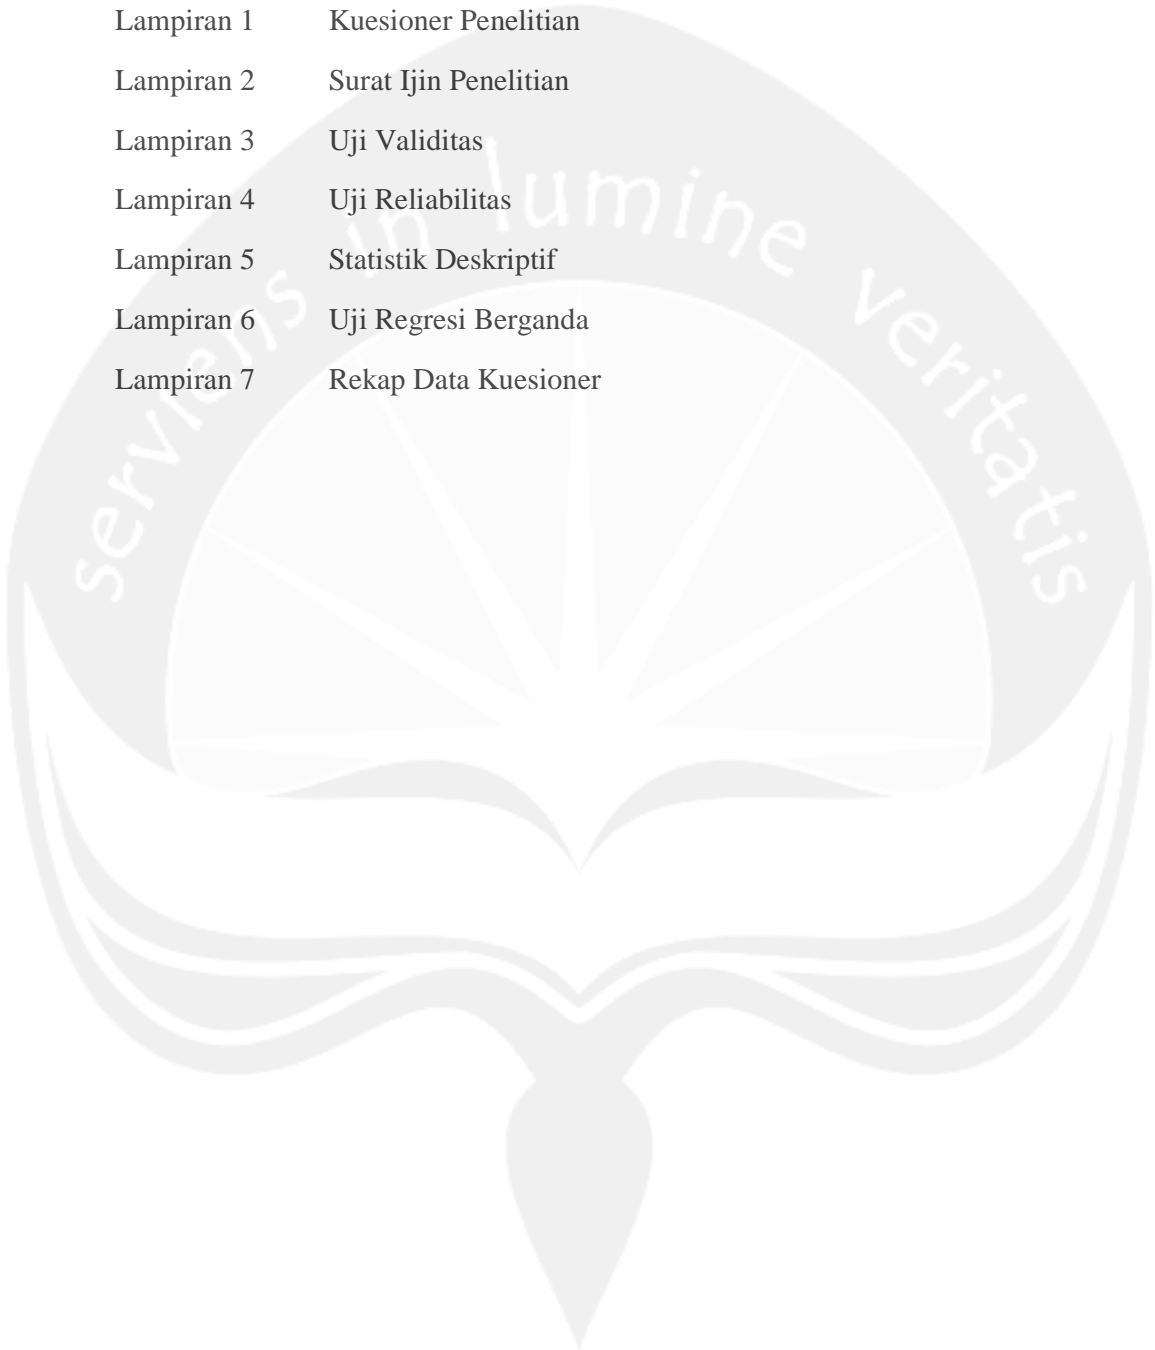 Lampiran 1 Kuesioner Penelitian
Lampiran 2 Surat Ijin Penelitian
Lampiran 3 Uji Validitas
Lampiran 4 Uji Reliabilitas
Lampiran 5 Statistik Deskriptif
Lampiran 6 Uji Regresi Berganda
Lampiran 7 Rekap Data Kuesioner
serviens in lumine veritatis